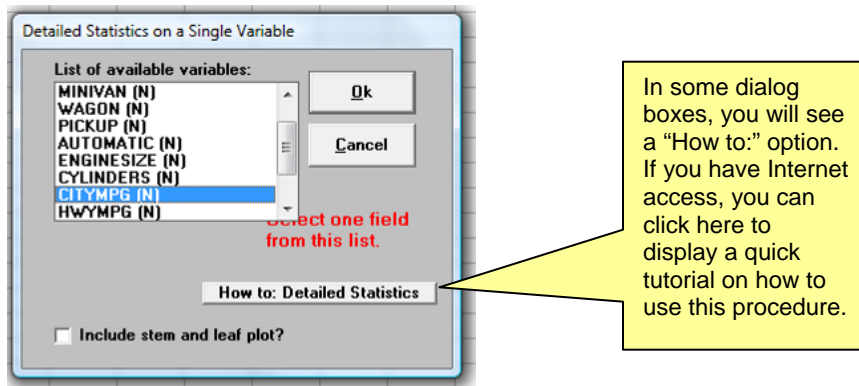 Detailed Statistics on a Single Variable
List of available variables:
MINIVAN (N)
WAGON (N)
PICKUP (N)
AUTOMATIC (N)
ENGINESIZE (N)
CYLINDERS (N)
CITYMPG (N)
HWYMPG (N)
Ok
Cancel
Select one field
from this list.
How to: Detailed Statistics
Include stem and leaf plot?
In some dialog
boxes, you will see
a “How to:” option.
If you have Internet
access, you can
click here to
display a quick
tutorial on how to
use this procedure.